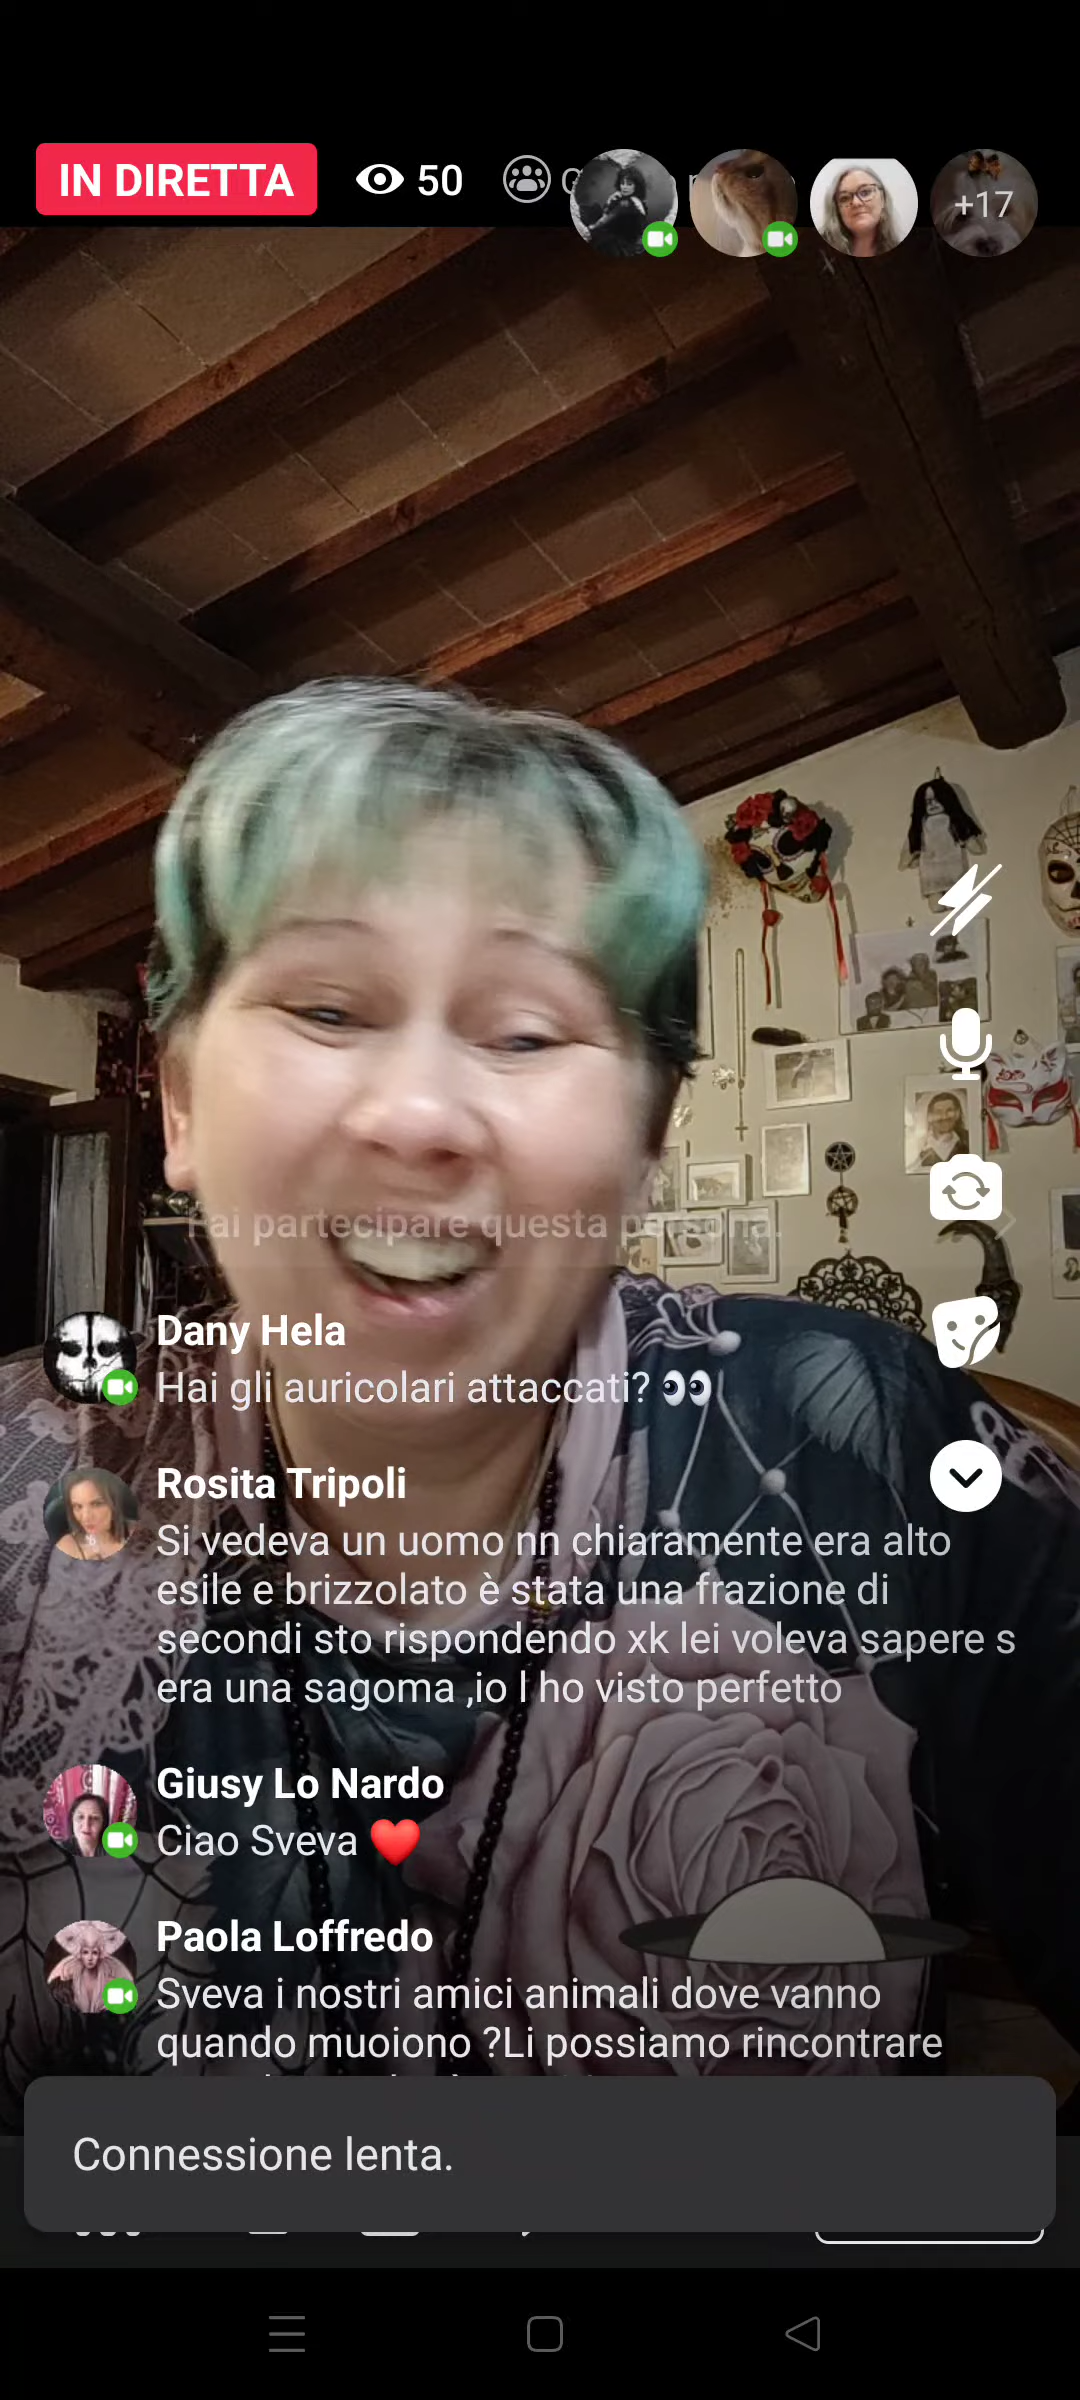 IN DIRETTA
50
+17
Fai partecipare questa persona.
Dany Hela
Hai gli auricolari attaccati? 👀
Rosita Tripoli
Si vedeva un uomo nn chiaramente era alto
esile e brizzolato è stata una frazione di
secondi sto rispondendo xk lei voleva sapere s
era una sagoma ,io l ho visto perfetto
Giusy Lo Nardo
Ciao Sveva ❤️
Paola Loffredo
Sveva i nostri amici animali dove vanno
quando muoiono ?Li possiamo rincontrare
Connessione lenta.